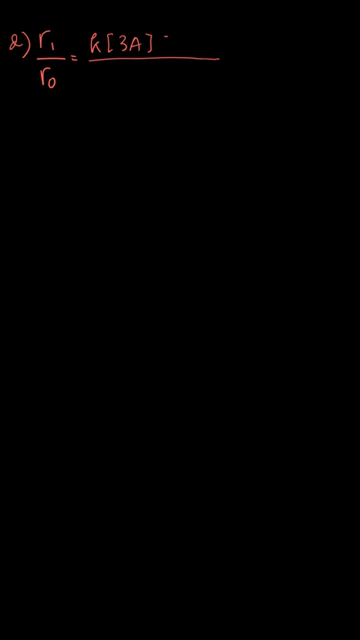 2) r₁/r₀ = k[3A]